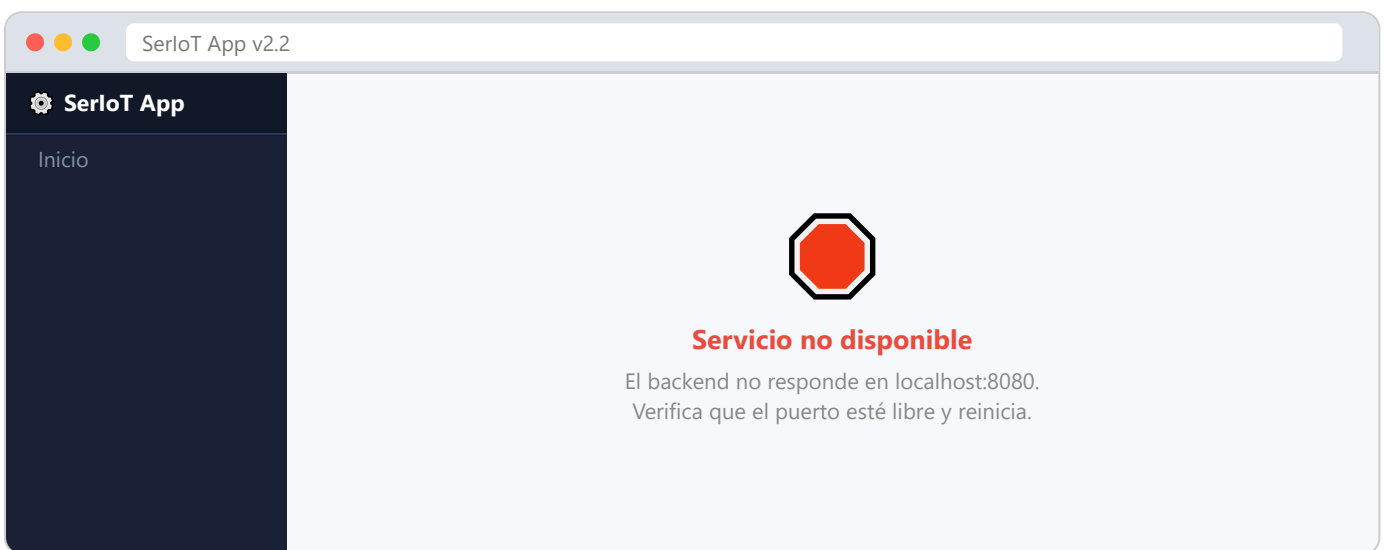 SerIoT App v2.2
SerIoT App
Inicio
Servicio no disponible
El backend no responde en localhost:8080.
Verifica que el puerto esté libre y reinicia.